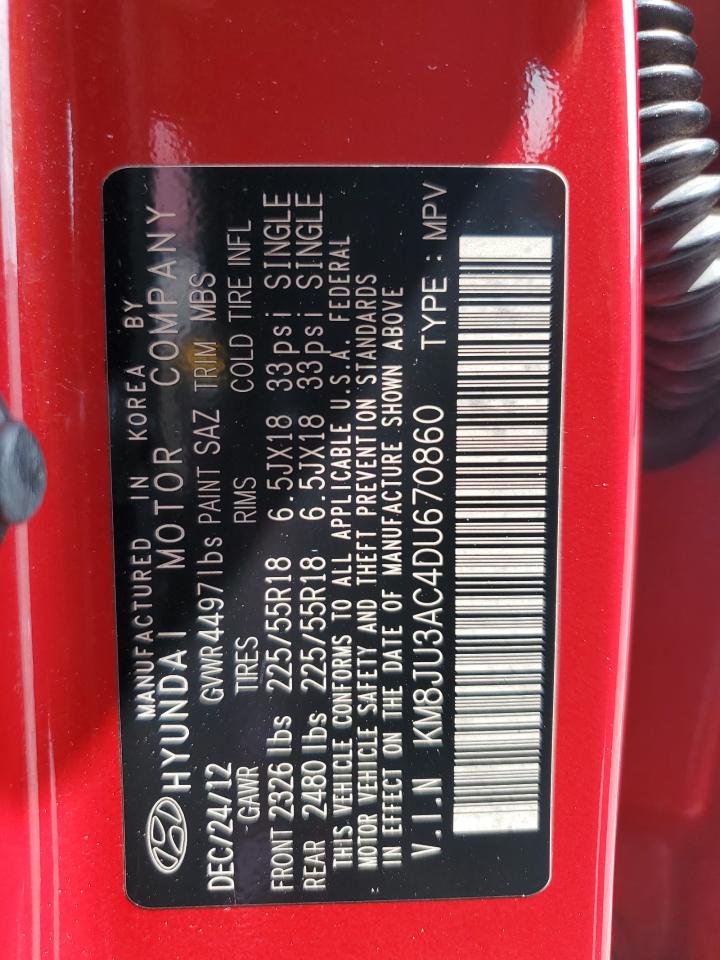 MANUFACTURED IN KOREA BY
HYUNDAI MOTOR COMPANY
DEC/24/12 GVWR4497lbs PAINT SAZ TRIM MBS
GAWR TIRES RIMS COLD TIRE INFL
FRONT 2326 lbs 225/55R18 6.5JX18 33psi SINGLE
REAR 2480 lbs 225/55R18 6.5JX18 33psi SINGLE
THIS VEHICLE CONFORMS TO ALL APPLICABLE U.S.A. FEDERAL
MOTOR VEHICLE SAFETY AND THEFT PREVENTION STANDARDS
IN EFFECT ON THE DATE OF MANUFACTURE SHOWN ABOVE
V.I.N KM8JU3AC4DU670860 TYPE : MPV